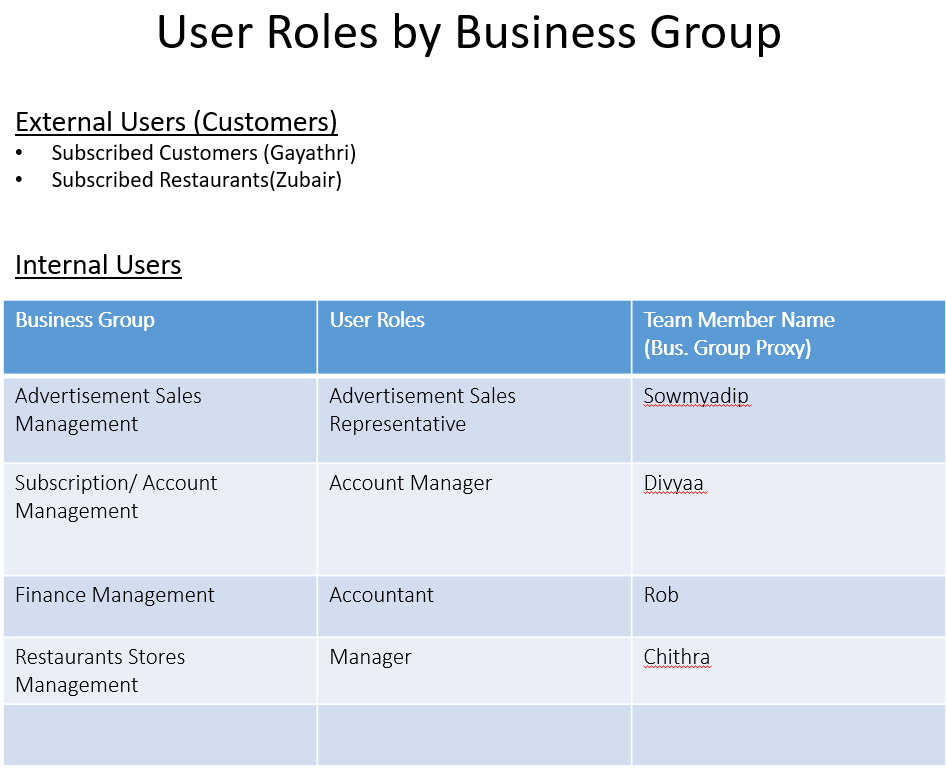 User Roles by Business Group
External Users (Customers)
• Subscribed Customers (Gayathri)
• Subscribed Restaurants(Zubair)
Internal Users
Business Group
User Roles
Team Member Name
(Bus. Group Proxy)
Advertisement Sales
Management
Advertisement Sales
Representative
Sowmyadip
Subscription/ Account
Management
Account Manager
Divyaa
Finance Management
Accountant
Rob
Restaurants Stores
Management
Manager
Chithra